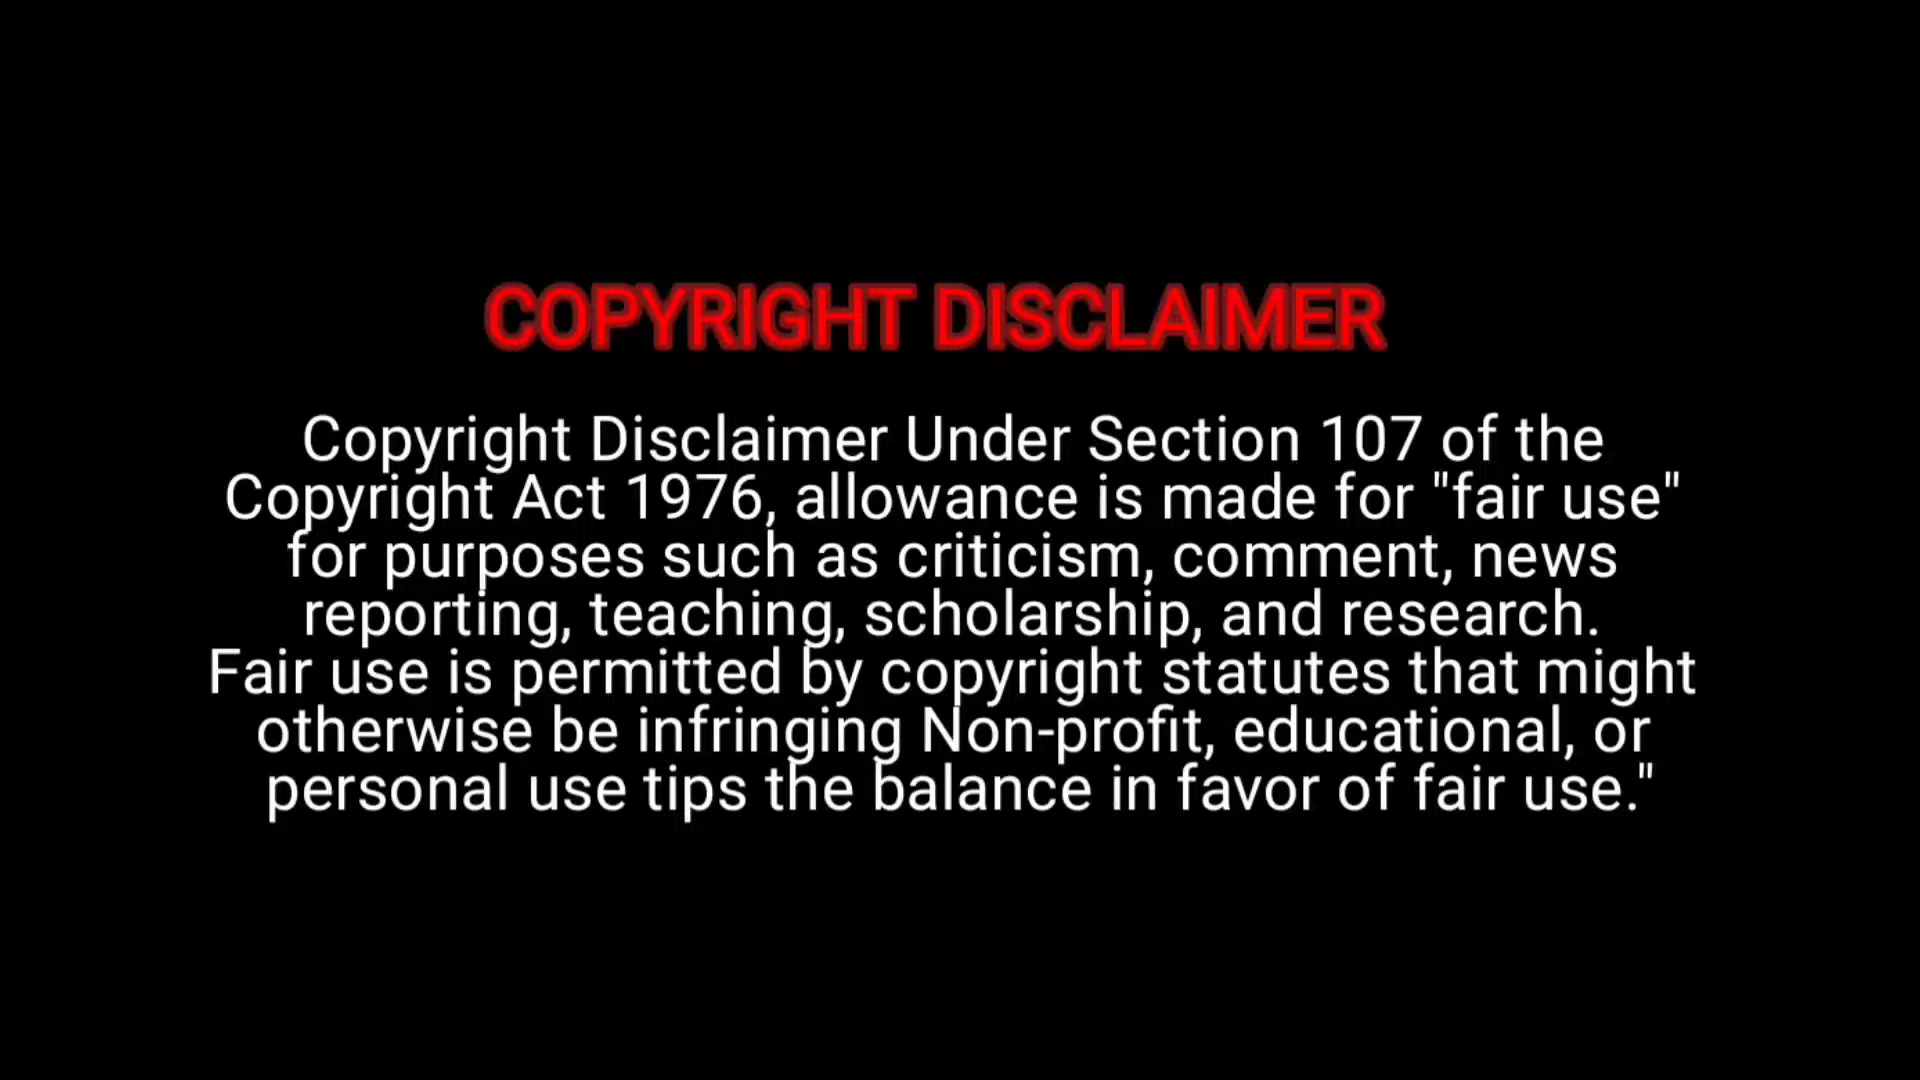 COPYRIGHT DISCLAIMER
Copyright Disclaimer Under Section 107 of the
Copyright Act 1976, allowance is made for "fair use"
for purposes such as criticism, comment, news
reporting, teaching, scholarship, and research.
Fair use is permitted by copyright statutes that might
otherwise be infringing Non-profit, educational, or
personal use tips the balance in favor of fair use."